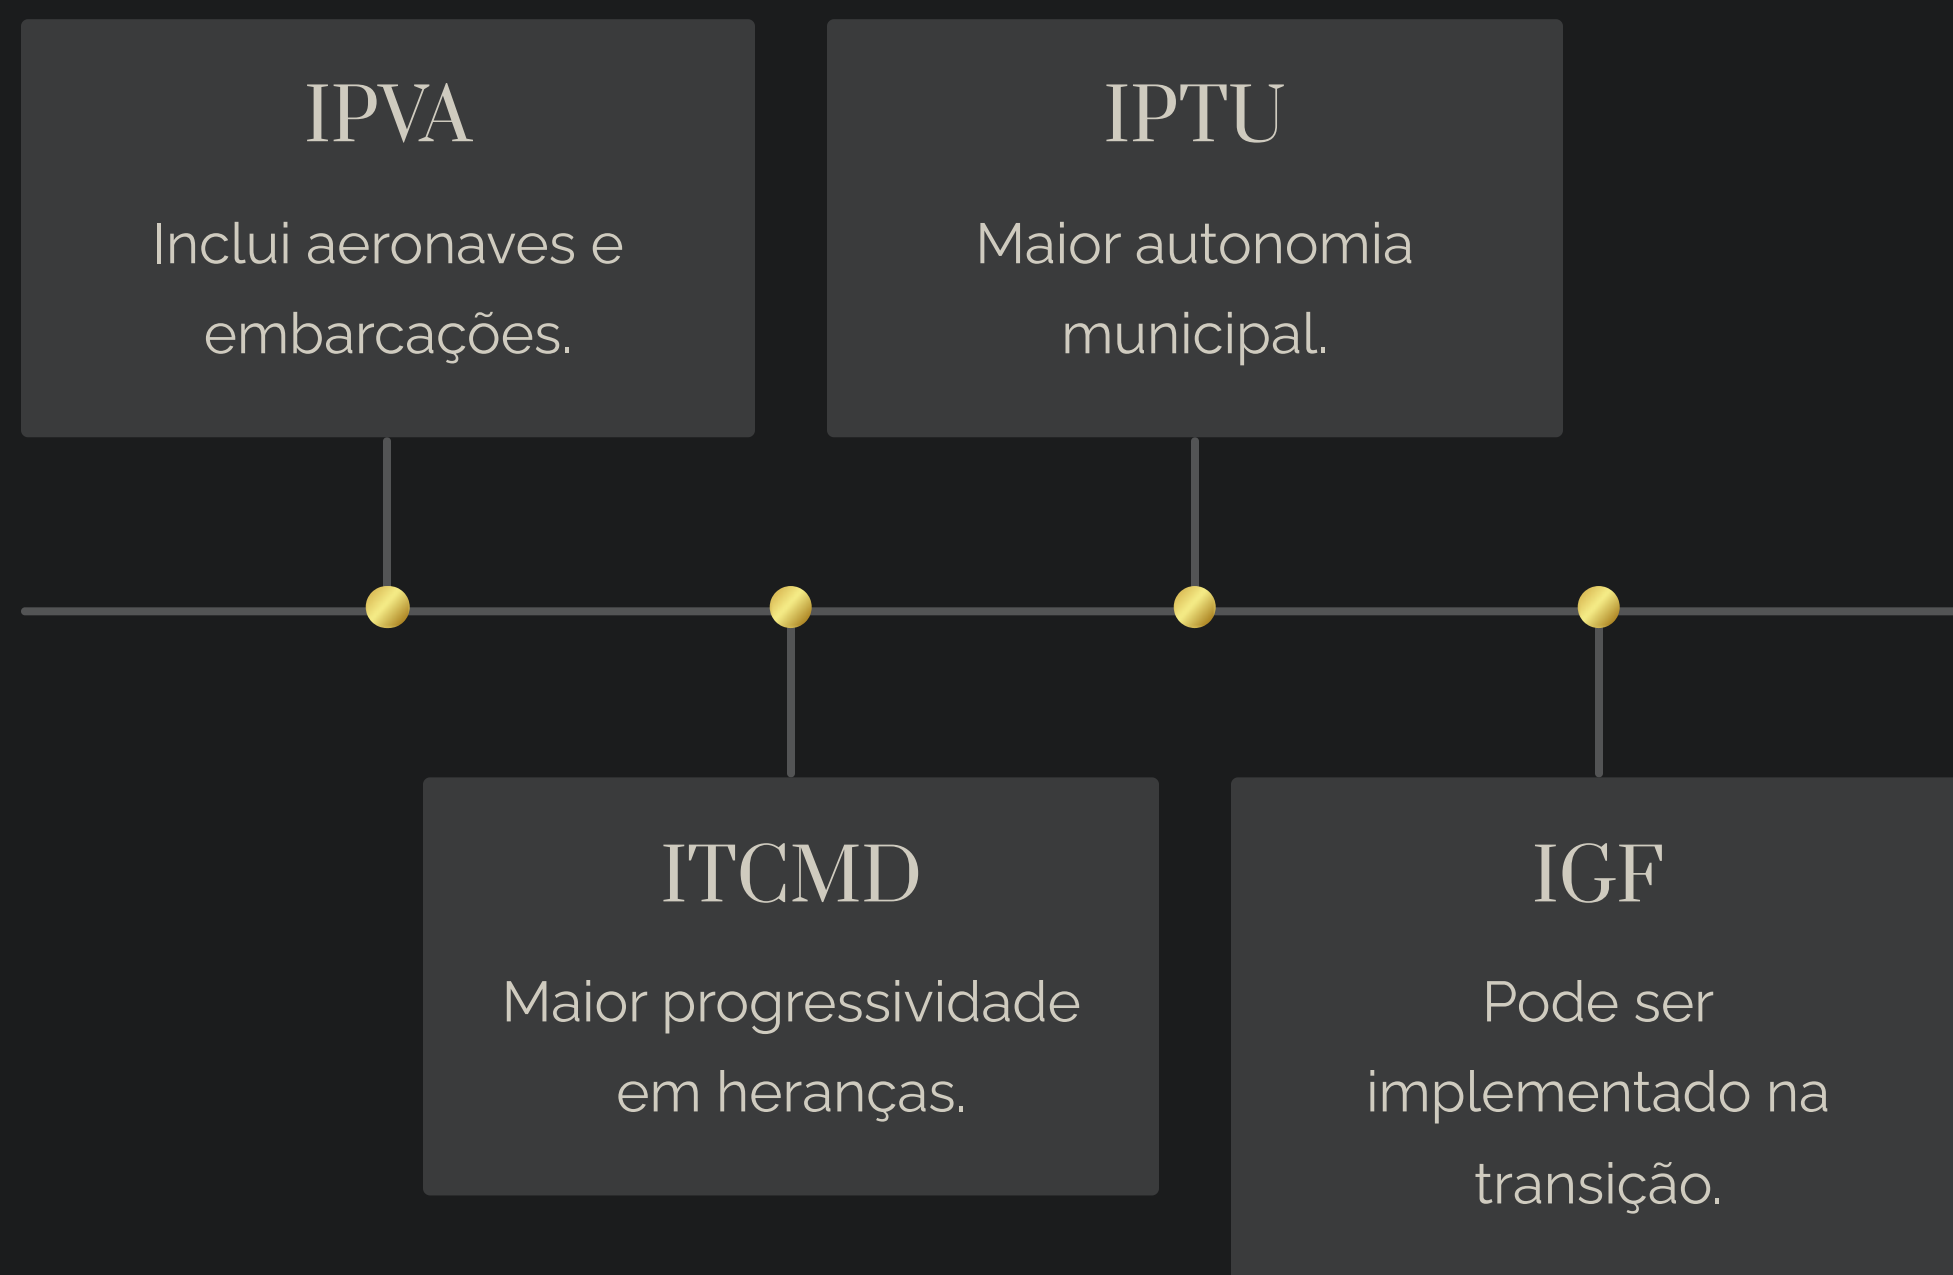 IPVA
Inclui aeronaves e
embarcações.
IPTU
Maior autonomia
municipal.
ITCMD
Maior progressividade
em heranças.
IGF
Pode ser
implementado na
transição.